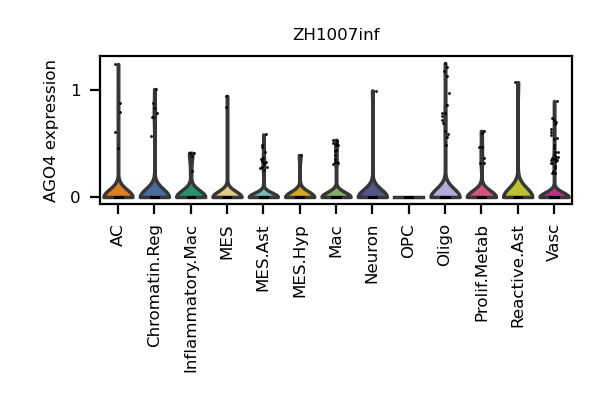 ZH1007inf
AGO4 expression
1
0
AC
Chromatin.Reg
Inflammatory.Mac
MES
MES.Ast
MES.Hyp
Mac
Neuron
OPC
Oligo
Prolif.Metab
Reactive.Ast
Vasc